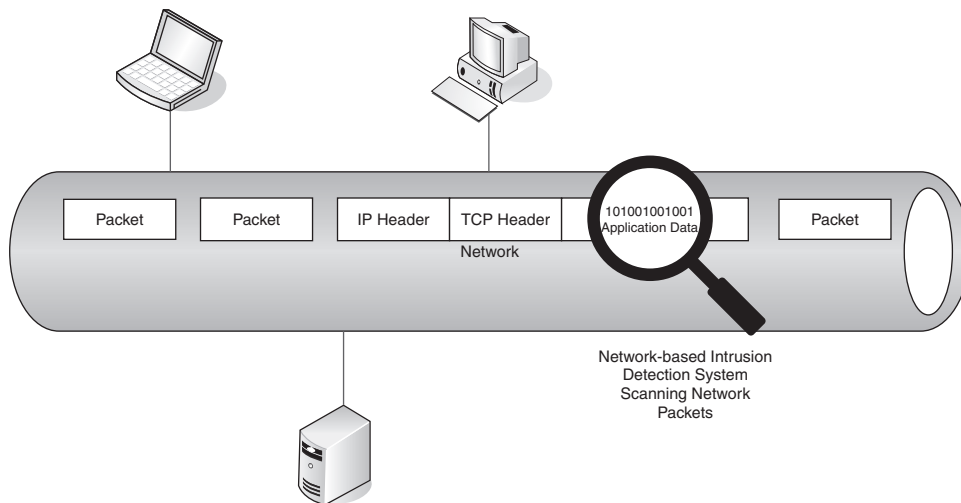 Packet
Packet
IP Header
TCP Header
101001001001
Application Data
Packet
Network
Network-based Intrusion
Detection System
Scanning Network
Packets